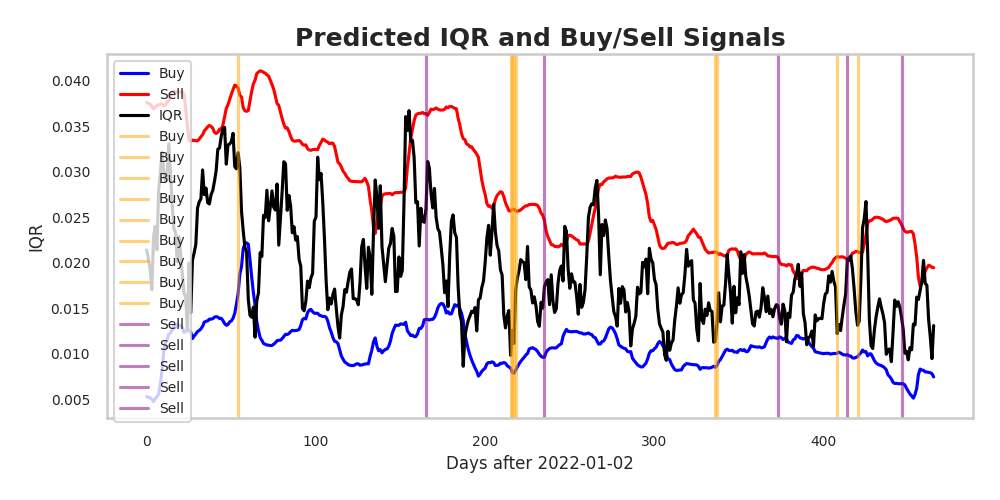 Predicted IQR and Buy/Sell Signals
0.040
0.035
0.030
0.025
0.020
0.015
0.010
0.005
IQR
Buy
Sell
IQR
Buy
Buy
Buy
Buy
Buy
Buy
Buy
Buy
Buy
Sell
Sell
Sell
Sell
Sell
0 100 200 300 400
Days after 2022-01-02